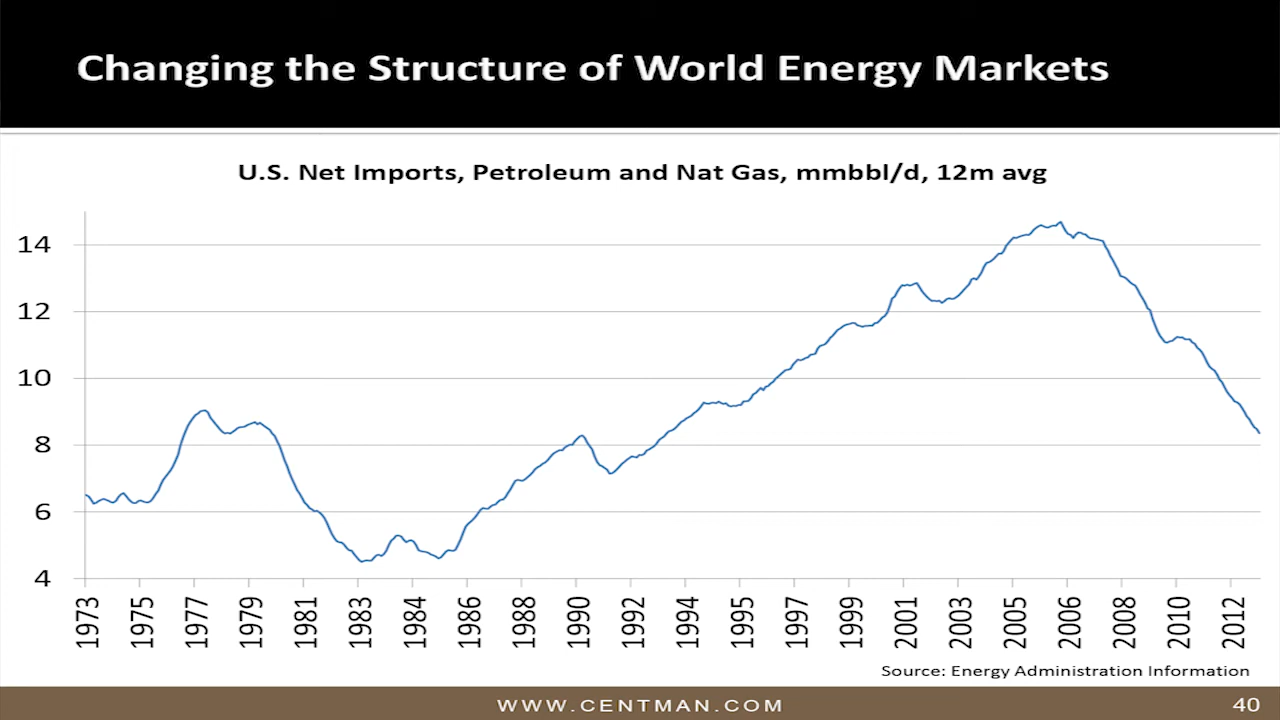 Changing the Structure of World Energy Markets
U.S. Net Imports, Petroleum and Nat Gas, mmbbl/d, 12m avg
14
12
10
8
6
4
1973 1975 1977 1979 1981 1983 1984 1986 1988 1990 1992 1994 1995 1997 1999 2001 2003 2005 2006 2008 2010 2012
Source: Energy Administration Information
WWW.CENTMAN.COM 40